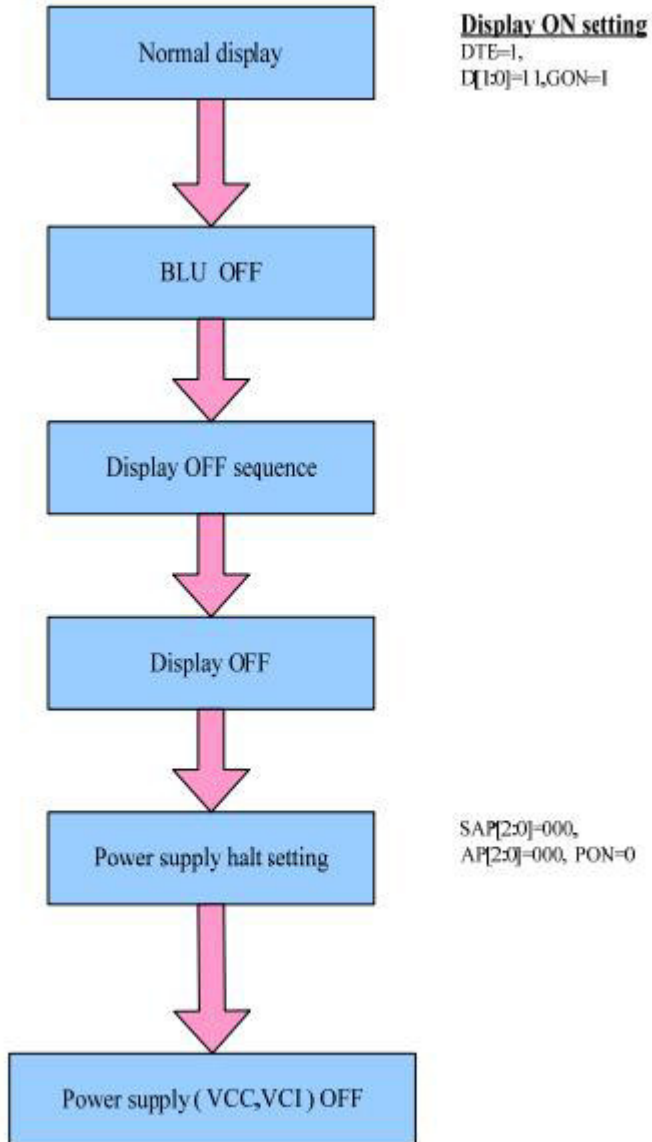 Normal display
Display ON setting
DTE=1,
D[1:0]=11,GON=1
BLU OFF
Display OFF sequence
Display OFF
Power supply halt setting
SAP[2:0]=000,
AP[2:0]=000, PON=0
Power supply ( VCC,VCI ) OFF